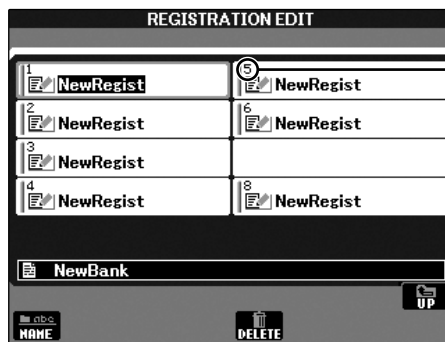 REGISTRATION EDIT
1 NewRegist
5 NewRegist
2 NewRegist
6 NewRegist
3 NewRegist
4 NewRegist
8 NewRegist
NewBank
UP
abc
NAME
DELETE